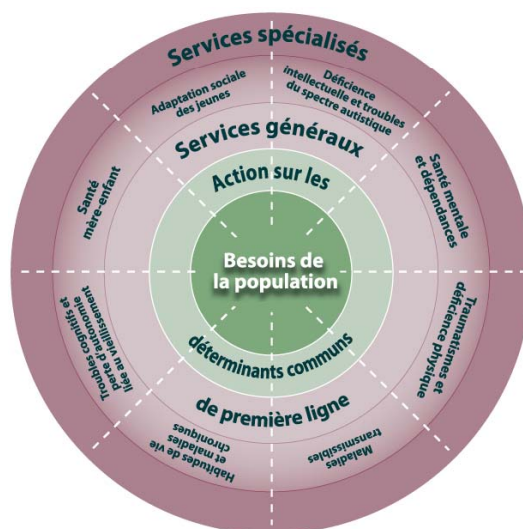 Services spécialisés
Adaptation sociale
des jeunes
Déficience
intellectuelle et troubles
du spectre autistique
Services généraux
Action sur les
Santé
mère-enfant
Santé mentale
et dépendances
Besoins de
la population
Troubles cognitifs et
perte d'autonomie
liée au vieillissement
Traumatismes et
déficience physique
déterminants communs
de première ligne
Habitudes de vie
et maladies
chroniques
Maladies
transmissibles